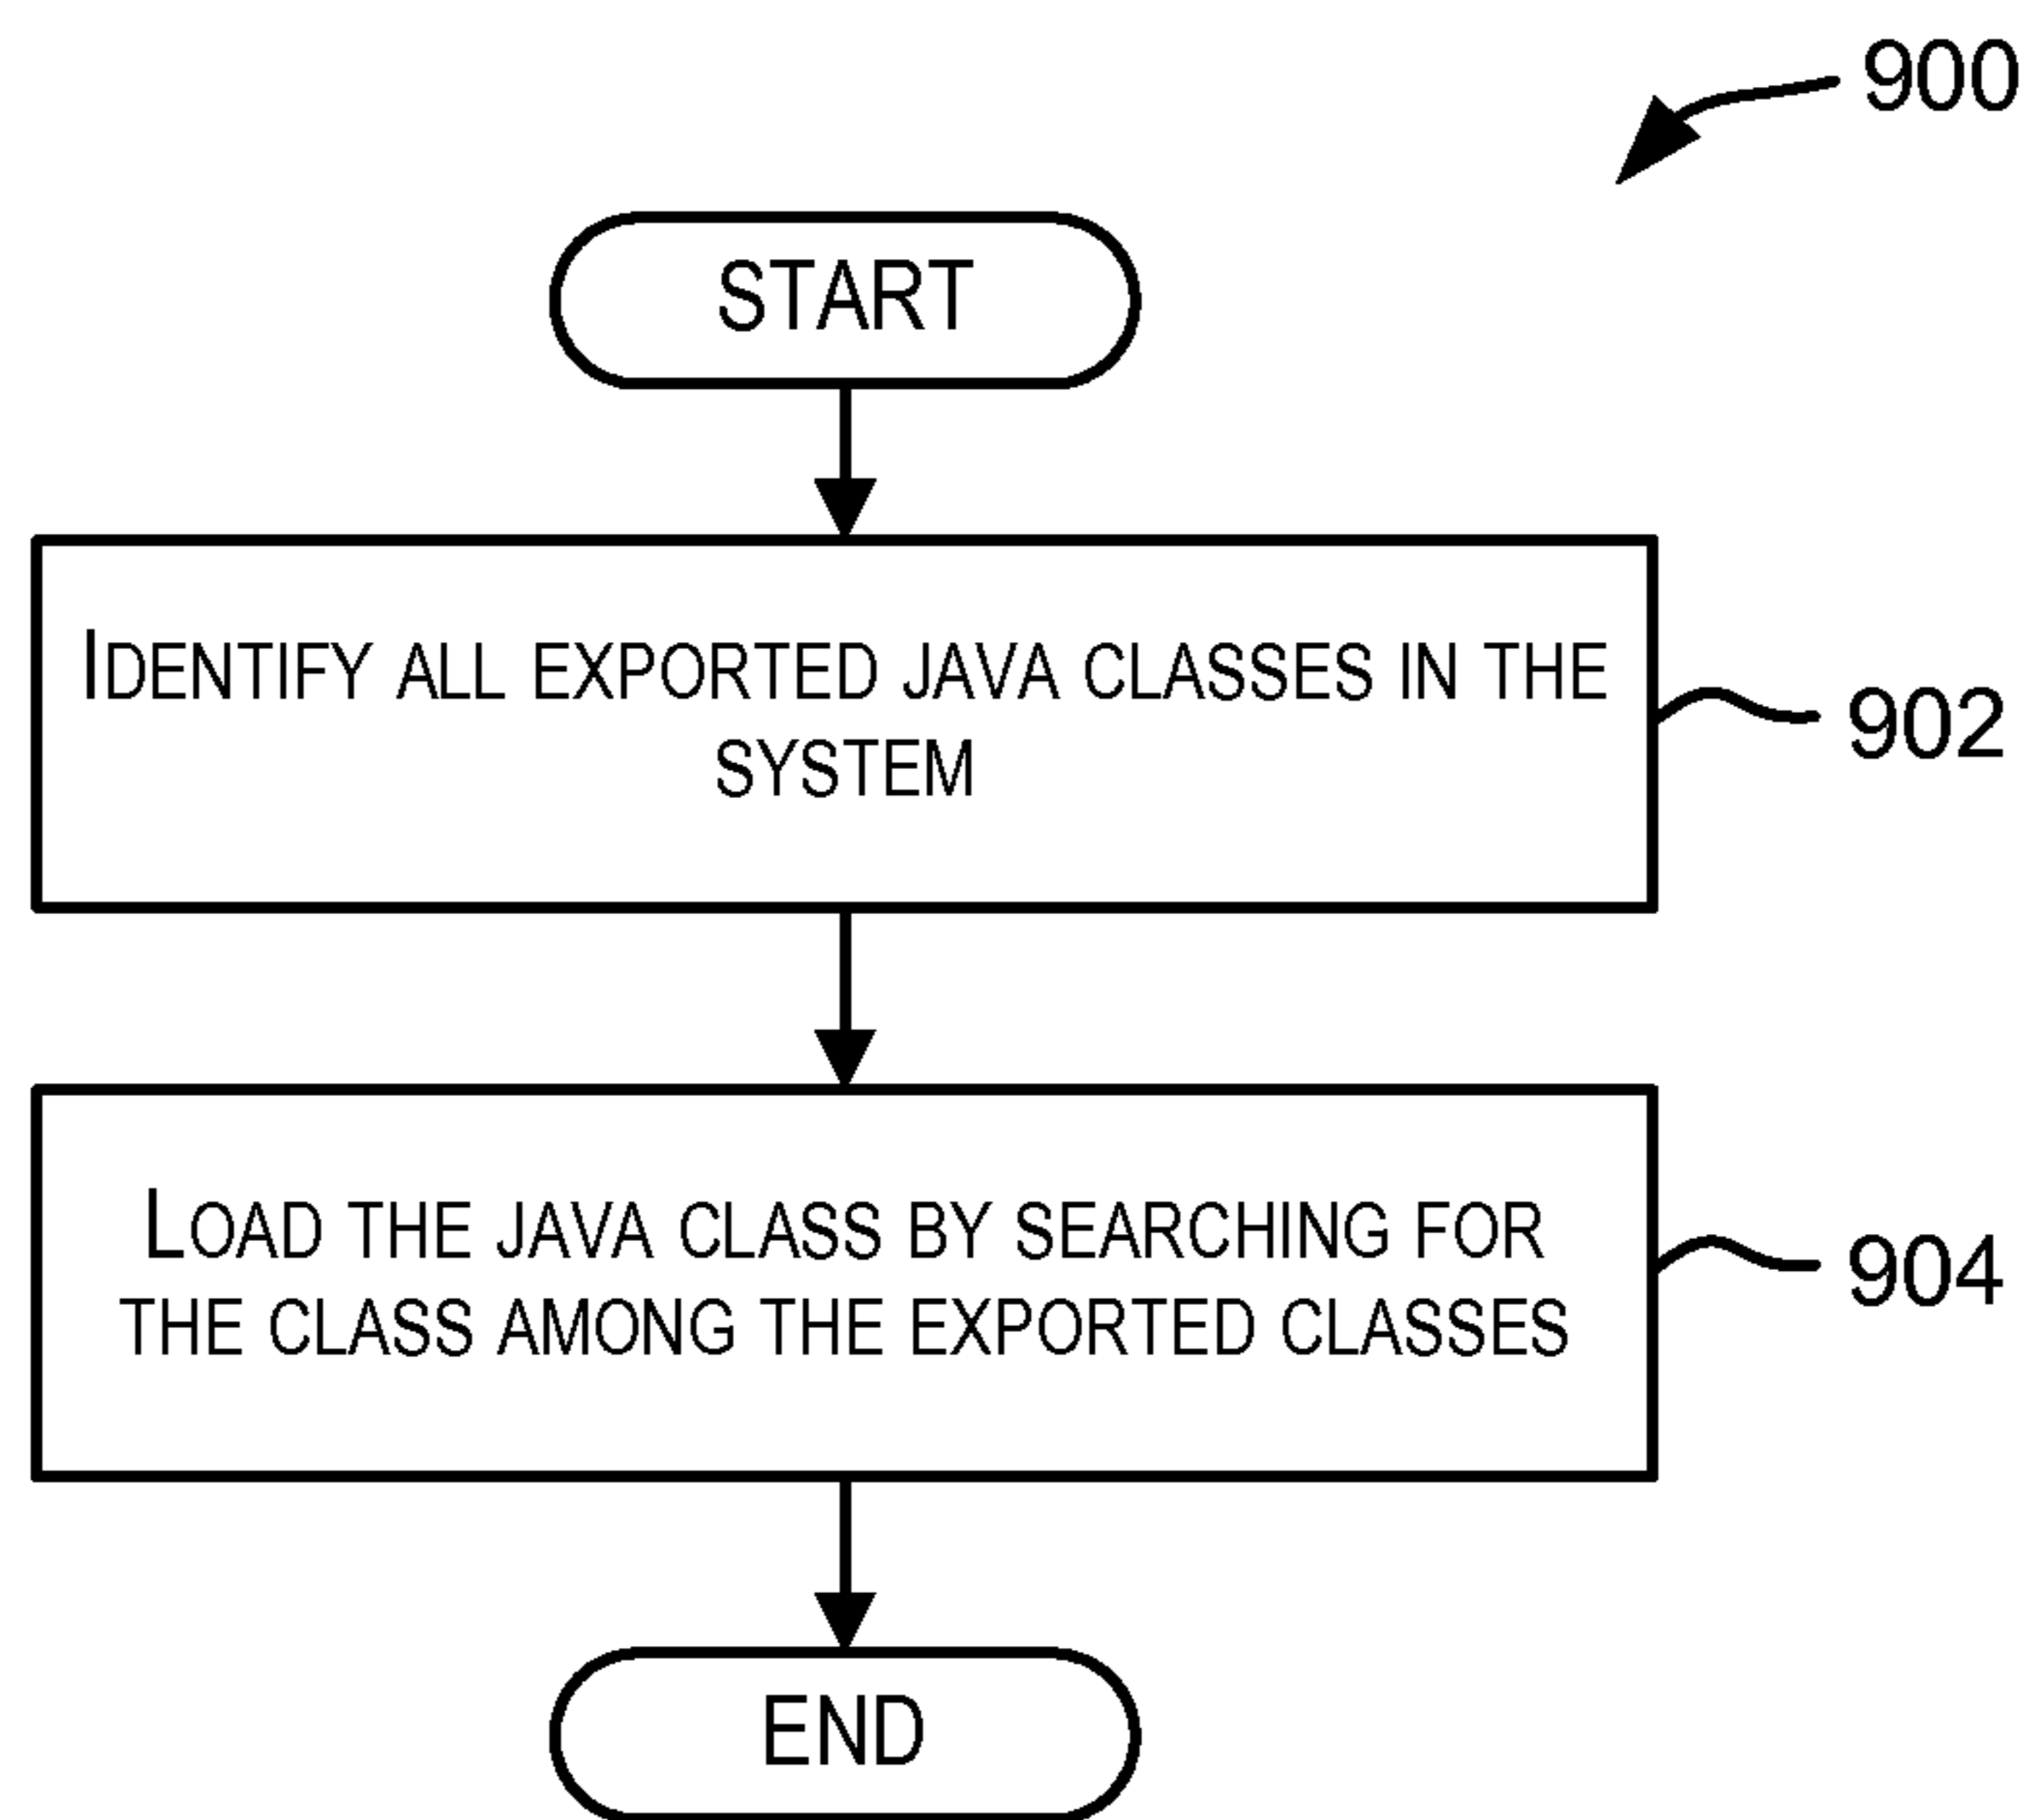 900
START
IDENTIFY ALL EXPORTED JAVA CLASSES IN THE
SYSTEM
902
LOAD THE JAVA CLASS BY SEARCHING FOR
THE CLASS AMONG THE EXPORTED CLASSES
904
END